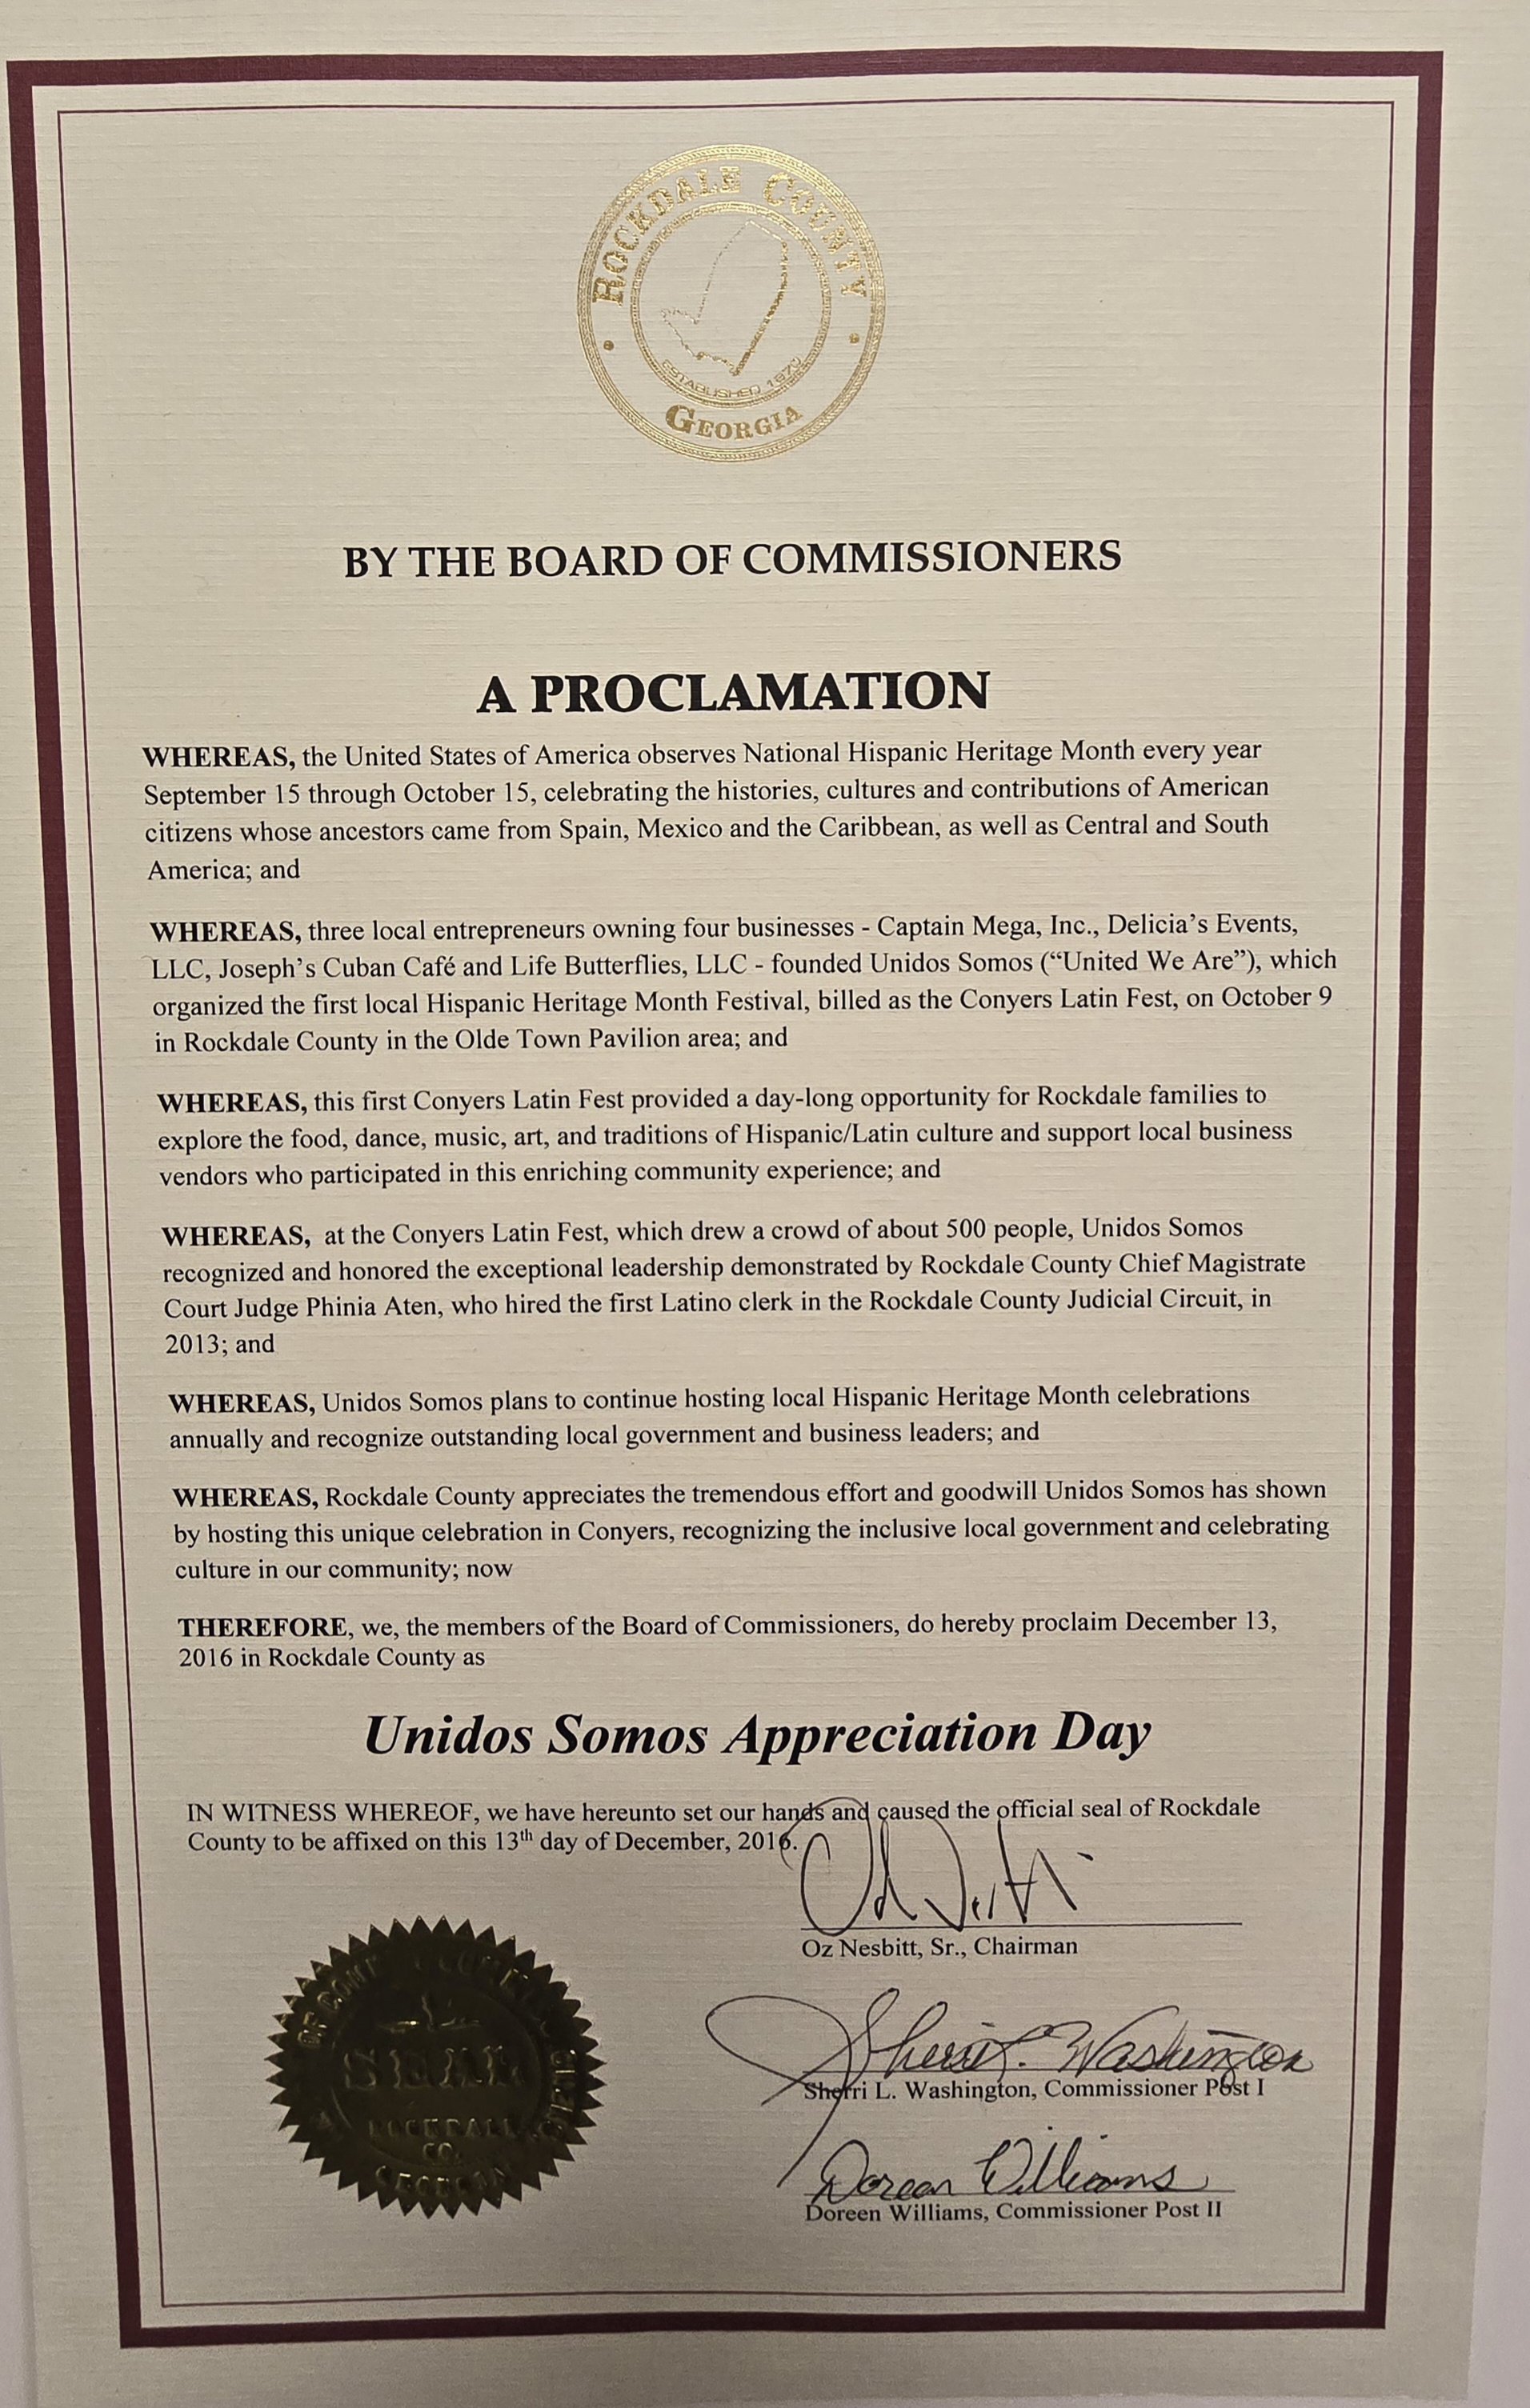 ROCKDALE COUNTY
ESTABLISHED 1870
GEORGIA
BY THE BOARD OF COMMISSIONERS
A PROCLAMATION
WHEREAS, the United States of America observes National Hispanic Heritage Month every year
September 15 through October 15, celebrating the histories, cultures and contributions of American
citizens whose ancestors came from Spain, Mexico and the Caribbean, as well as Central and South
America; and
WHEREAS, three local entrepreneurs owning four businesses - Captain Mega, Inc., Delicia's Events,
LLC, Joseph's Cuban Café and Life Butterflies, LLC - founded Unidos Somos (“United We Are”), which
organized the first local Hispanic Heritage Month Festival, billed as the Conyers Latin Fest, on October 9
in Rockdale County in the Olde Town Pavilion area; and
WHEREAS, this first Conyers Latin Fest provided a day-long opportunity for Rockdale families to
explore the food, dance, music, art, and traditions of Hispanic/Latin culture and support local business
vendors who participated in this enriching community experience; and
WHEREAS, at the Conyers Latin Fest, which drew a crowd of about 500 people, Unidos Somos
recognized and honored the exceptional leadership demonstrated by Rockdale County Chief Magistrate
Court Judge Phinia Aten, who hired the first Latino clerk in the Rockdale County Judicial Circuit, in
2013; and
WHEREAS, Unidos Somos plans to continue hosting local Hispanic Heritage Month celebrations
annually and recognize outstanding local government and business leaders; and
WHEREAS, Rockdale County appreciates the tremendous effort and goodwill Unidos Somos has shown
by hosting this unique celebration in Conyers, recognizing the inclusive local government and celebrating
culture in our community; now
THEREFORE, we, the members of the Board of Commissioners, do hereby proclaim December 13,
2016 in Rockdale County as
Unidos Somos Appreciation Day
IN WITNESS WHEREOF, we have hereunto set our hands and caused the official seal of Rockdale
County to be affixed on this 13th day of December, 2016.
Oz Nesbitt, Sr., Chairman
Sherri L. Washington
Sherri L. Washington, Commissioner Post I
Doreen Williams
Doreen Williams, Commissioner Post II
SEAL
ROCKDALE
CO.
GEORGIA